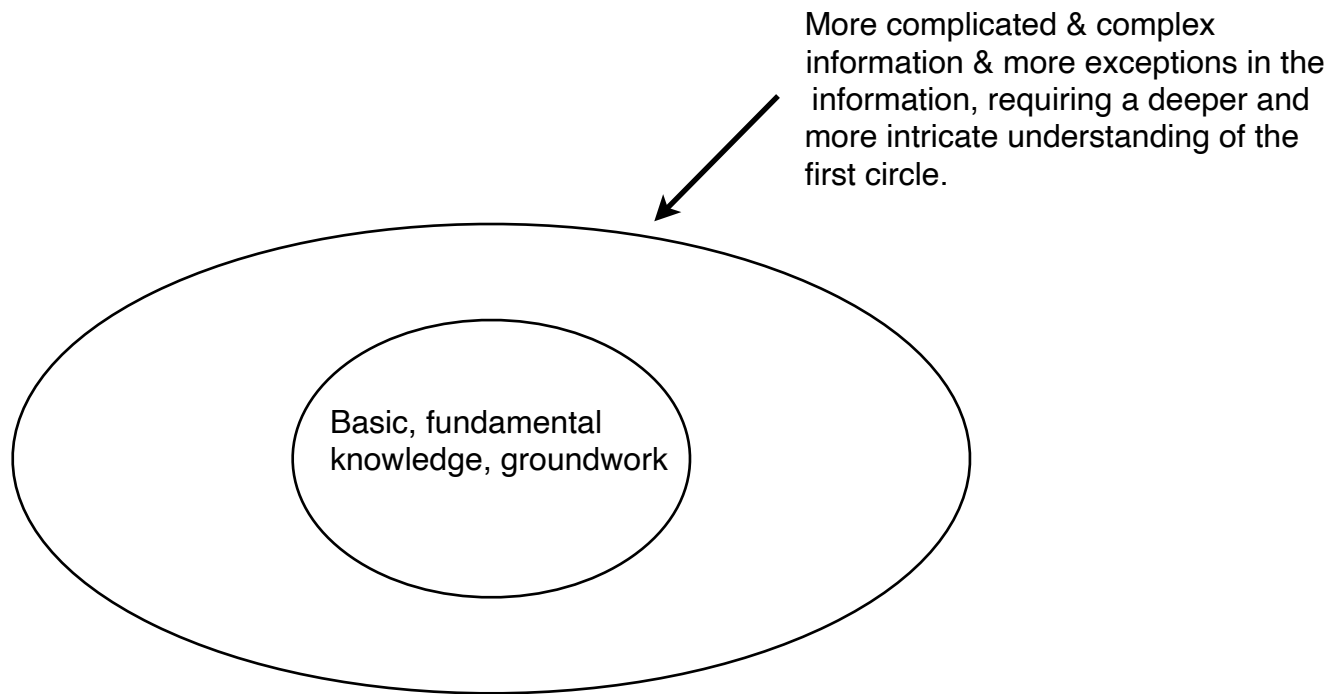 More complicated & complex
information & more exceptions in the
information, requiring a deeper and
more intricate understanding of the
first circle.
Basic, fundamental
knowledge, groundwork